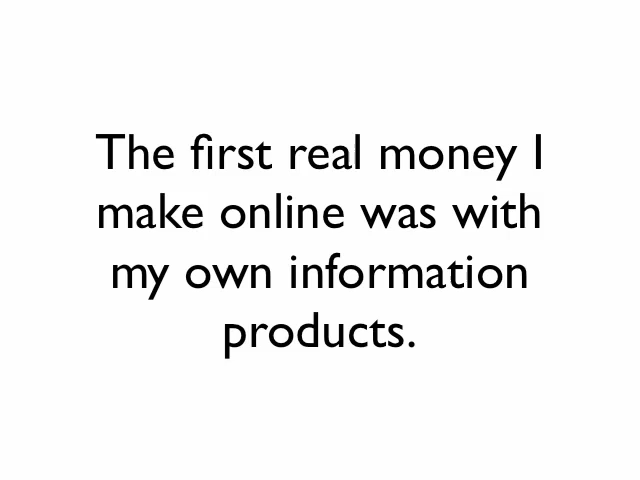 The first real money I
make online was with
my own information
products.